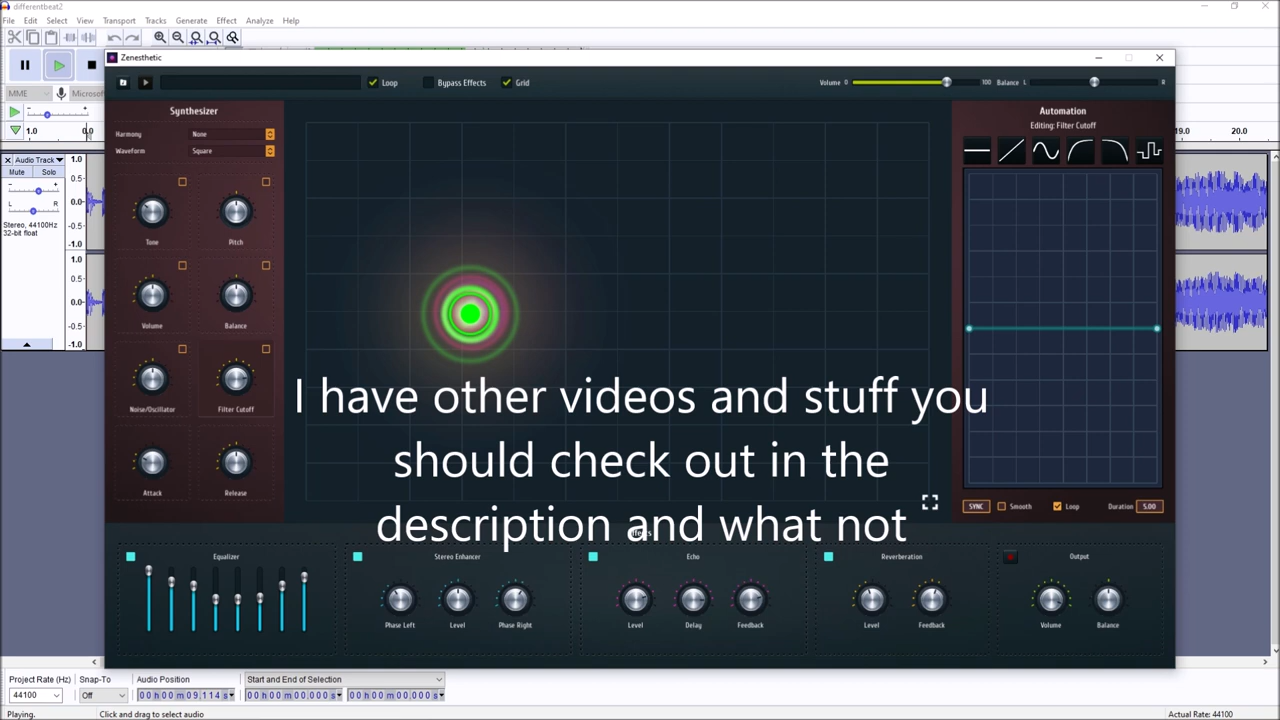 differentbeat2
File Edit Select View Transport Tracks Generate Effect Analyze Help
Zenesthetic
MME
Microsof
Loop
Bypass Effects
Grid
Volume 0
100 Balance L
R
Synthesizer
Harmony None
Waveform Square
Tone Pitch
Volume Balance
Noise/Oscillator Filter Cutoff
Attack Release
Automation
Editing: Filter Cutoff
SYNC Smooth Loop Duration 5.00
1.0 0.0
19.0 20.0
Audio Track 1.0
Mute Solo 0.5
0.0
L R
-0.5
Stereo, 44100Hz
32-bit float
-1.0
1.0
0.5
0.0
-0.5
-1.0
I have other videos and stuff you
should check out in the
description and what not
Equalizer Stereo Enhancer Echo Reverberation Output
Phase Left Level Phase Right Level Delay Feedback Level Feedback Volume Balance
Project Rate (Hz) Snap-To Audio Position Start and End of Selection
44100 Off 00 h 00 m 09.114 s 00 h 00 m 00.000 s 00 h 00 m 00.000 s
Playing. Click and drag to select audio Actual Rate: 44100